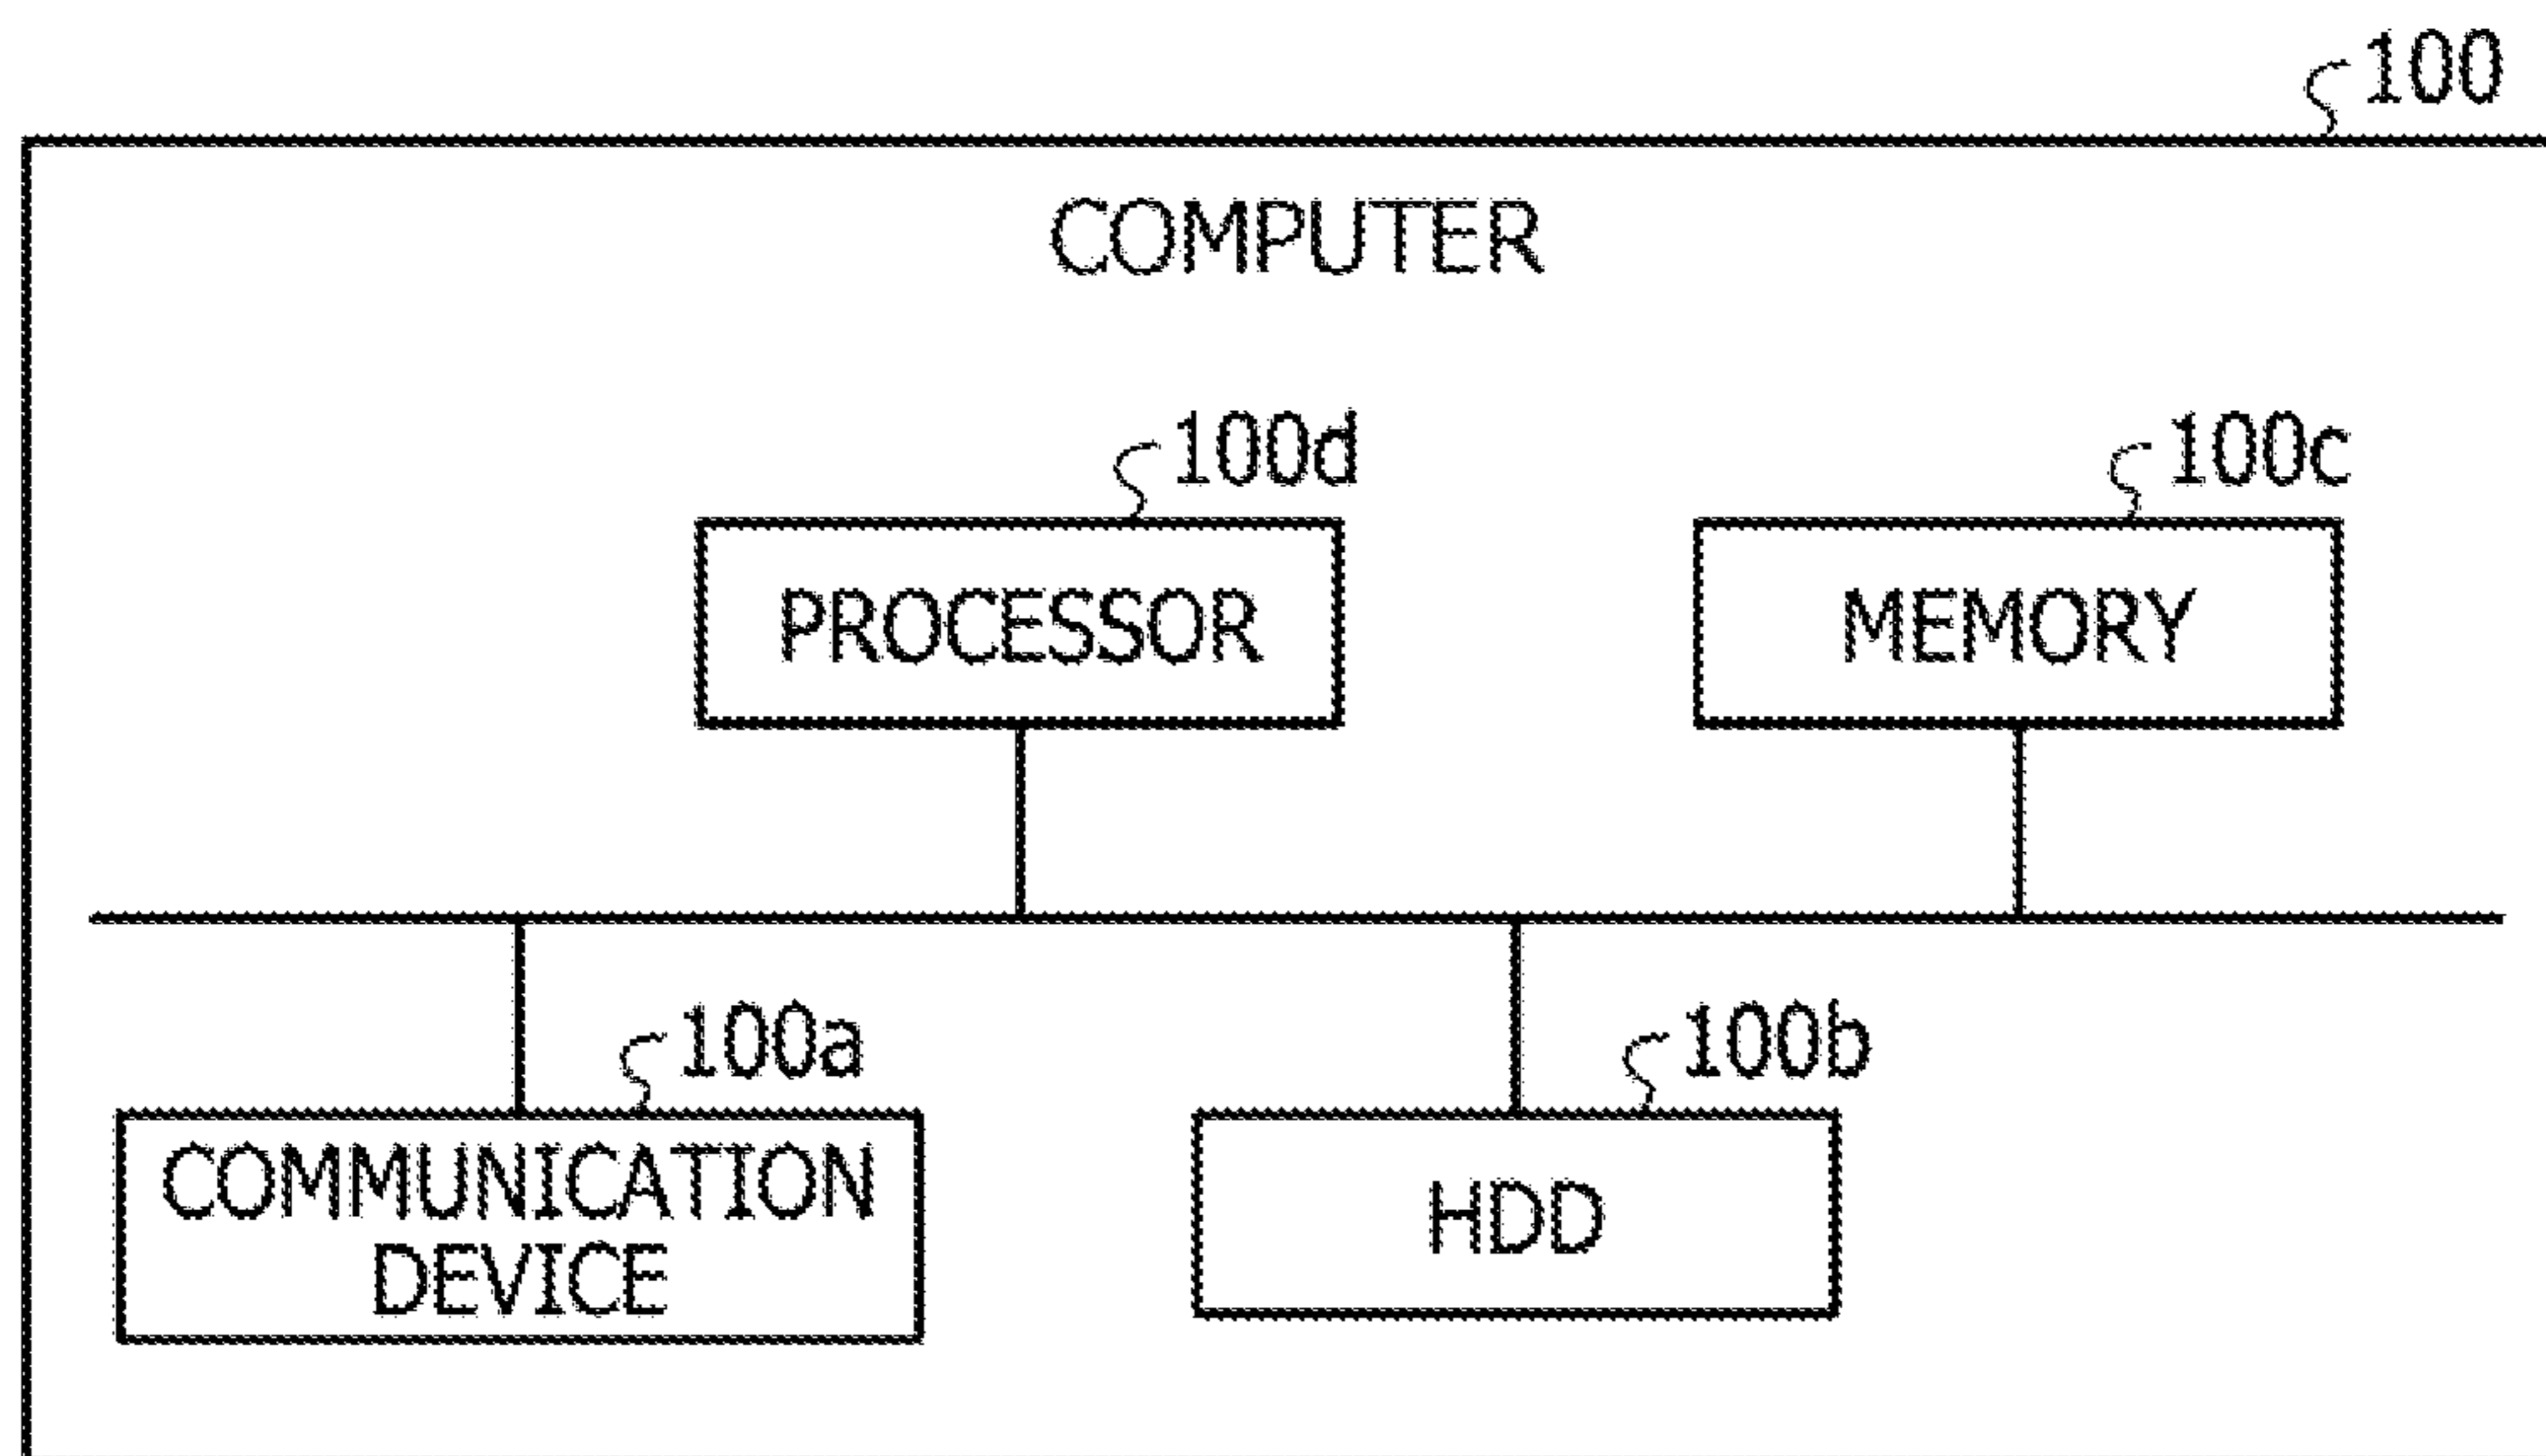 100
COMPUTER
100d
100c
PROCESSOR
MEMORY
100a
100b
COMMUNICATION
DEVICE
HDD